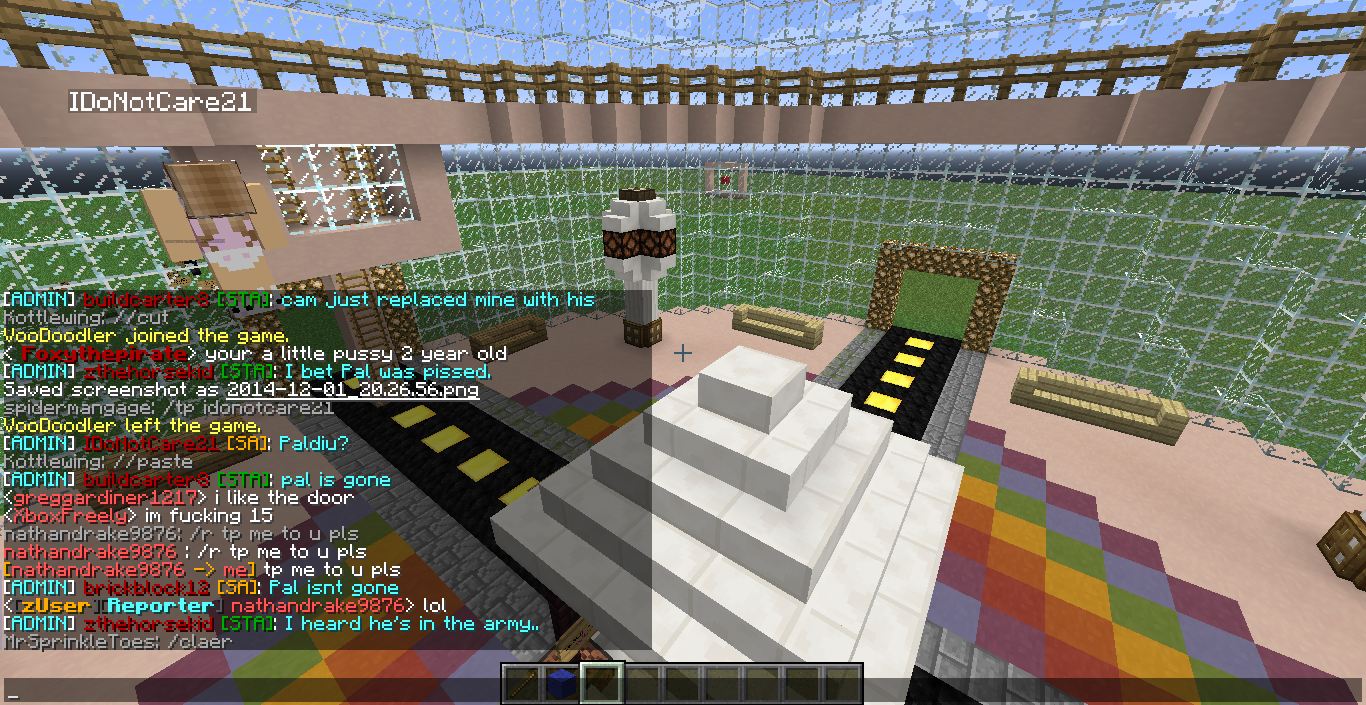 IDoNotCare21
[ADMIN] buildcarter8 [STA]: cam just replaced mine with his
Kottlewing: //cut
VooDoodler joined the game.
< Foxythepirate> your a little pussy 2 year old
[ADMIN] zthehorsekid [STA]: I bet Pal was pissed.
Saved screenshot as 2014-12-01_20.26.56.png
spidermangage: /tp idonotcare21
VooDoodler left the game.
[ADMIN] IDoNotCare21 [SA]: Paldiu?
Kottlewing: //paste
[ADMIN] buildcarter8 [STA]: pal is gone
<greggardiner1217> i like the door
<XboxFreely> im fucking 15
nathandrake9876: /r tp me to u pls
nathandrake9876 : /r tp me to u pls
[nathandrake9876 -> me] tp me to u pls
[ADMIN] brickblock12 [SA]: Pal isnt gone
<[zUser][Reporter] nathandrake9876> lol
[ADMIN] zthehorsekid [STA]: I heard he's in the army..
MrSprinkleToes: /claer
_